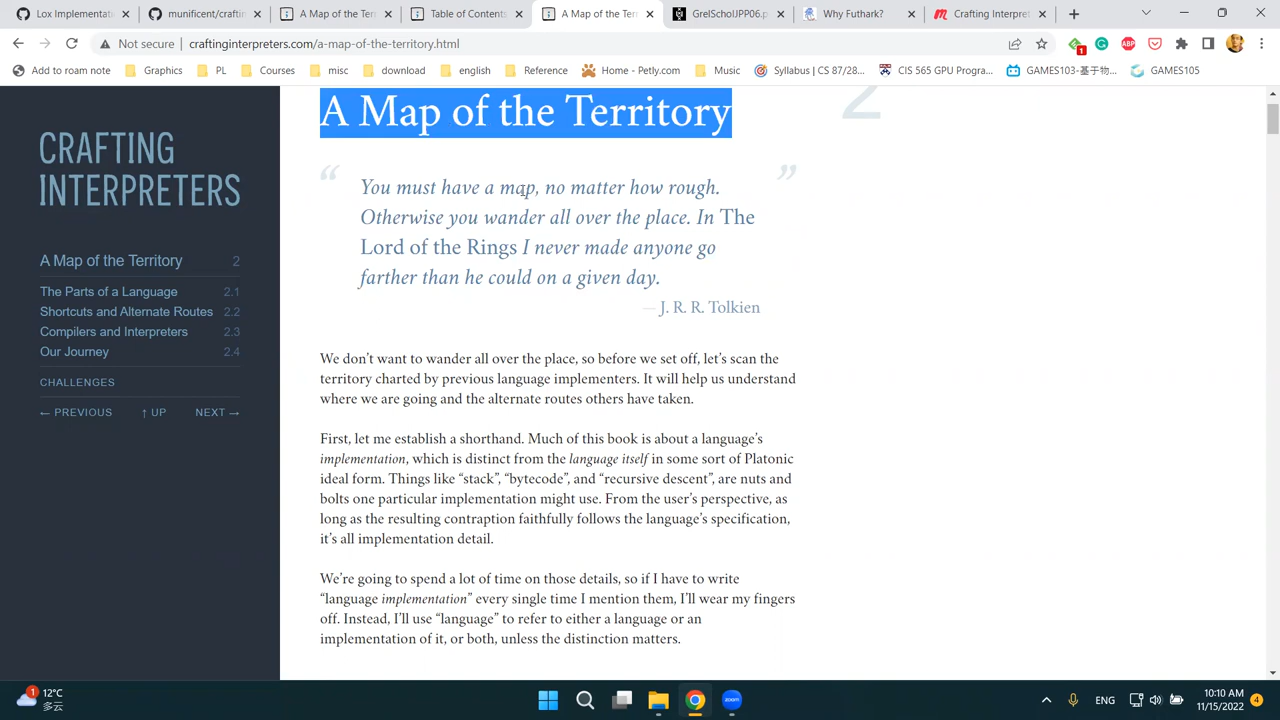 Lox Implementa
munificent/craftin
A Map of the Terr
Table of Contents
A Map of the Terr
GrelScholJPP06.p
Why Futhark?
Crafting Interpre
Not secure
craftinginterpreters.com/a-map-of-the-territory.html
1
ABP
Add to roam note
Graphics
PL
Courses
misc
download
english
Reference
Home - Petly.com
Music
Syllabus | CS 87/28...
CIS 565 GPU Progra...
GAMES103-基于物...
GAMES105
CRAFTING
INTERPRETERS
A Map of the Territory 2
The Parts of a Language 2.1
Shortcuts and Alternate Routes 2.2
Compilers and Interpreters 2.3
Our Journey 2.4
CHALLENGES
← PREVIOUS ↑ UP NEXT →
A Map of the Territory
2
“ You must have a map, no matter how rough. ”
Otherwise you wander all over the place. In The
Lord of the Rings I never made anyone go
farther than he could on a given day.
— J. R. R. Tolkien
We don’t want to wander all over the place, so before we set off, let’s scan the
territory charted by previous language implementers. It will help us understand
where we are going and the alternate routes others have taken.
First, let me establish a shorthand. Much of this book is about a language’s
implementation, which is distinct from the language itself in some sort of Platonic
ideal form. Things like “stack”, “bytecode”, and “recursive descent”, are nuts and
bolts one particular implementation might use. From the user’s perspective, as
long as the resulting contraption faithfully follows the language’s specification,
it’s all implementation detail.
We’re going to spend a lot of time on those details, so if I have to write
“language implementation” every single time I mention them, I’ll wear my fingers
off. Instead, I’ll use “language” to refer to either a language or an
implementation of it, or both, unless the distinction matters.
1
12°C
多云
zoom
ENG
10:10 AM
11/15/2022
4